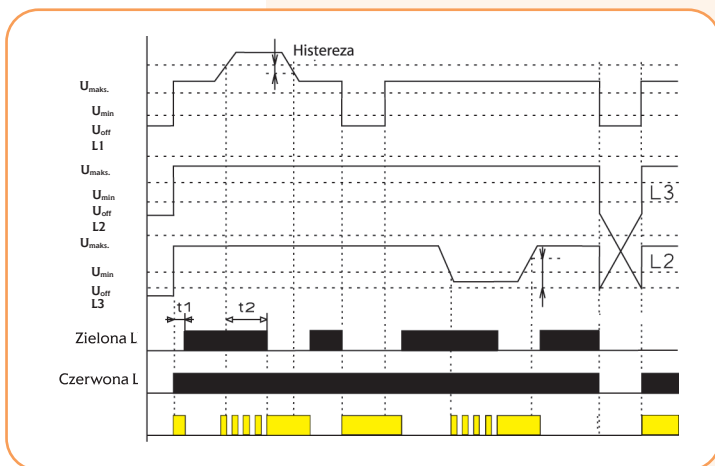 Histereza
Umaks.
Umin
Uoff
L1
Umaks.
Umin
Uoff
L2
L3
Umaks.
Umin
Uoff
L3
L2
t1 t2
Zielona L
Czerwona L